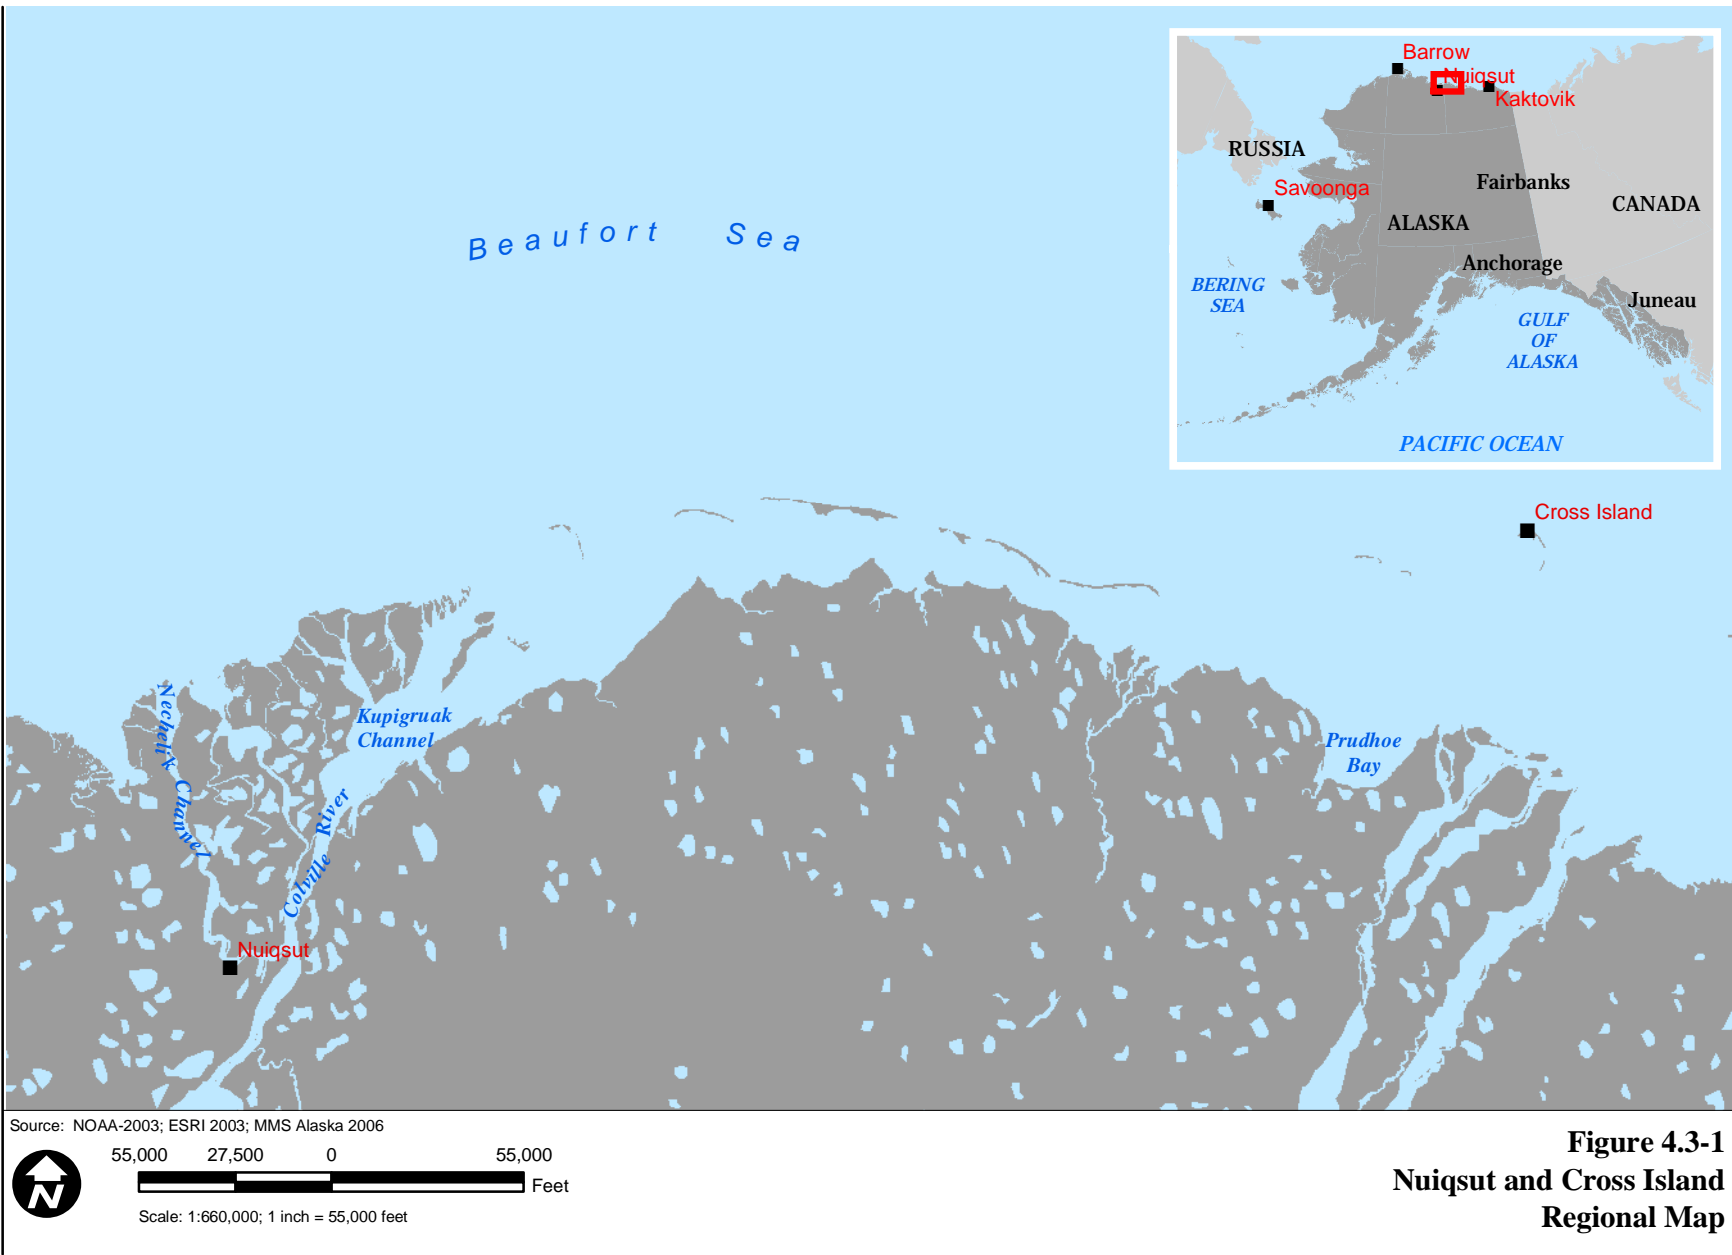 Barrow
Nuiqsut
Kaktovik
RUSSIA
Savoonga
Fairbanks
CANADA
ALASKA
Anchorage
BERING
SEA
Juneau
GULF
OF
ALASKA
PACIFIC OCEAN
Beaufort Sea
Cross Island
Nechelik Channel
Kupigruak
Channel
Colville River
Prudhoe
Bay
Nuiqsut
Source: NOAA-2003; ESRI 2003; MMS Alaska 2006
N
55,000 27,500 0 55,000
Feet
Scale: 1:660,000; 1 inch = 55,000 feet
Figure 4.3-1
Nuiqsut and Cross Island
Regional Map